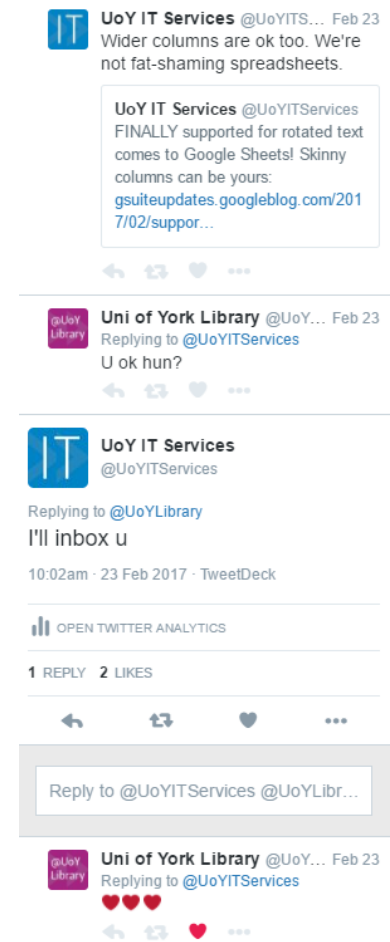 IT
UoY IT Services @UoYITS... Feb 23
Wider columns are ok too. We're
not fat-shaming spreadsheets.
UoY IT Services @UoYITServices
FINALLY supported for rotated text
comes to Google Sheets! Skinny
columns can be yours:
gsuiteupdates.googleblog.com/201
7/02/suppor...
@UoY
Library
Uni of York Library @UoY... Feb 23
Replying to @UoYITServices
U ok hun?
IT
UoY IT Services
@UoYITServices
Replying to @UoYLibrary
I'll inbox u
10:02am · 23 Feb 2017 · TweetDeck
OPEN TWITTER ANALYTICS
1 REPLY 2 LIKES
Reply to @UoYITServices @UoYLibr...
@UoY
Library
Uni of York Library @UoY... Feb 23
Replying to @UoYITServices
❤❤❤